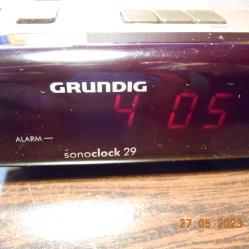 GRUNDIG
4 05
ALARM
sonoclock 29
27.05.2023